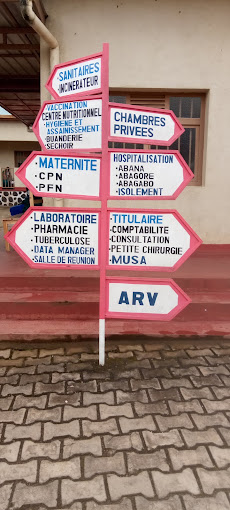 SANITAIRES
•INCINERATEUR
•VACCINATION
CENTRE NUTRITIONNEL
•HYGIENE ET
ASSAINISSEMENT
•BUANDERIE
•SECHOIR
CHAMBRES
PRIVEES
MATERNITE
•CPN
•PFN
HOSPITALISATION
•ABANA
•ABAGORE
•ABAGABO
•ISOLEMENT
LABORATOIRE
•PHARMACIE
•TUBERCULOSE
•DATA MANAGER
•SALLE DE REUNION
TITULAIRE
•COMPTABILITE
•CONSULTATION
•PETITE CHIRURGIE
•MUSA
ARV